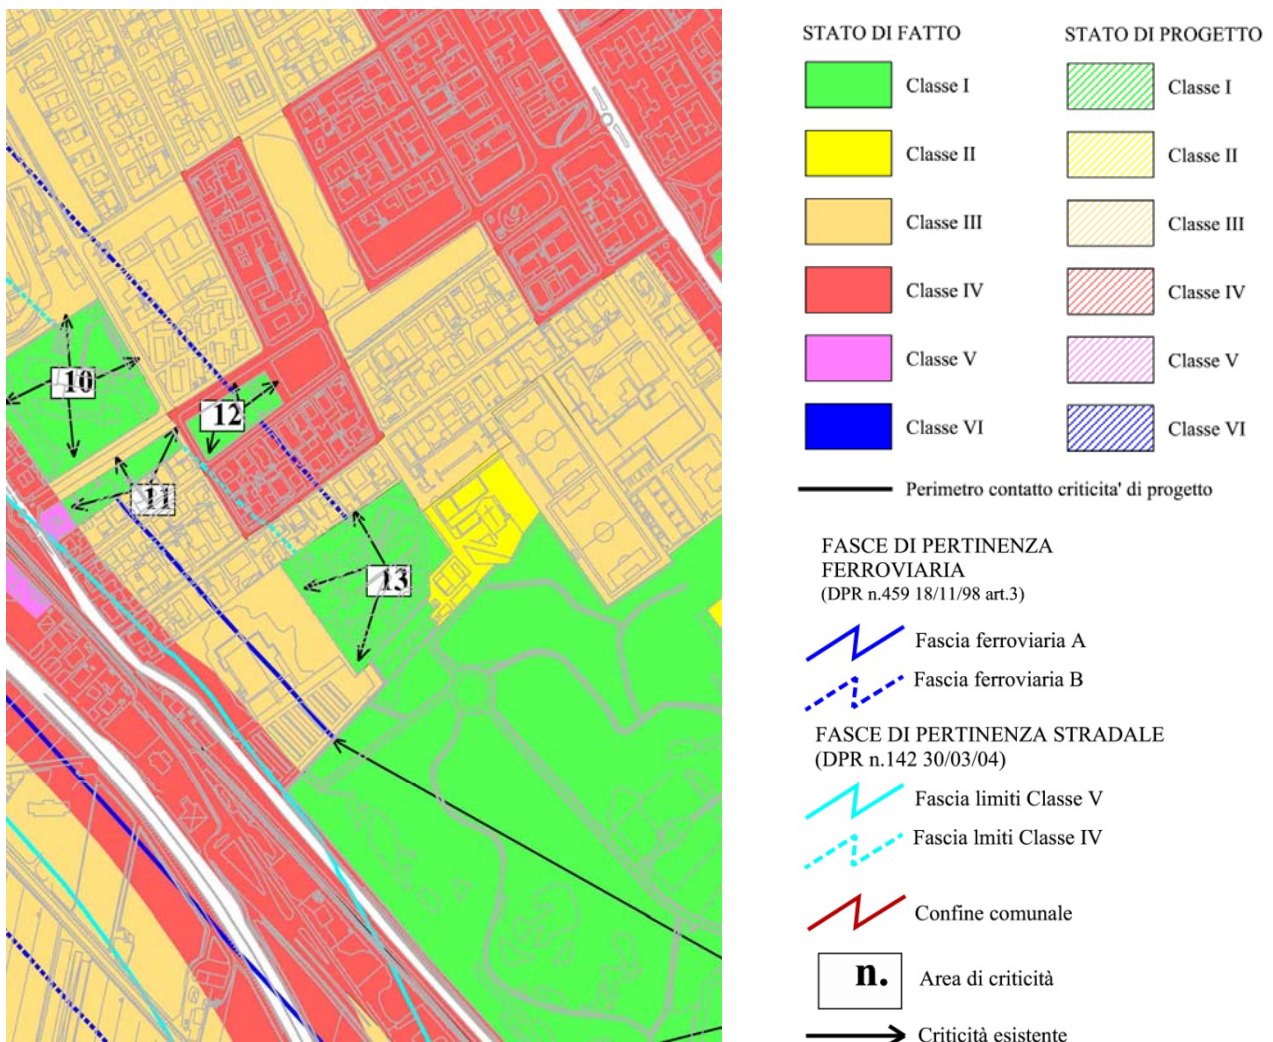 10
12
11
13
STATO DI FATTO
STATO DI PROGETTO
Classe I
Classe I
Classe II
Classe II
Classe III
Classe III
Classe IV
Classe IV
Classe V
Classe V
Classe VI
Classe VI
Perimetro contatto criticita' di progetto
FASCE DI PERTINENZA
FERROVIARIA
(DPR n.459 18/11/98 art.3)
Fascia ferroviaria A
Fascia ferroviaria B
FASCE DI PERTINENZA STRADALE
(DPR n.142 30/03/04)
Fascia limiti Classe V
Fascia lmiti Classe IV
Confine comunale
n.
Area di criticità
Criticità esistente